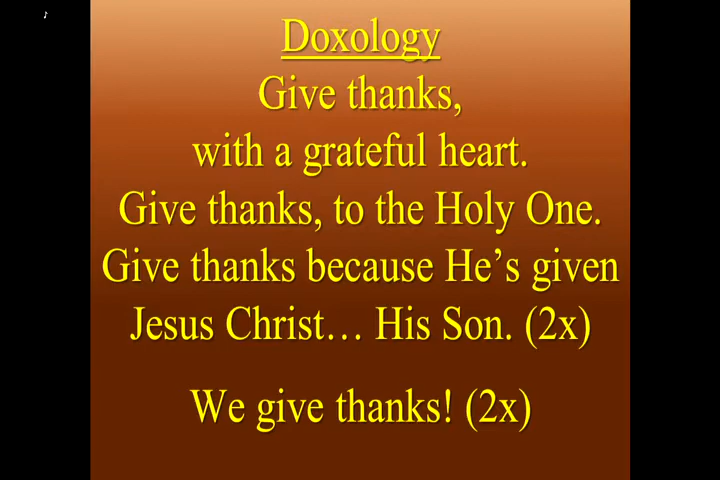 ♪
Doxology
Give thanks,
with a grateful heart.
Give thanks, to the Holy One.
Give thanks because He’s given
Jesus Christ… His Son. (2x)
We give thanks! (2x)